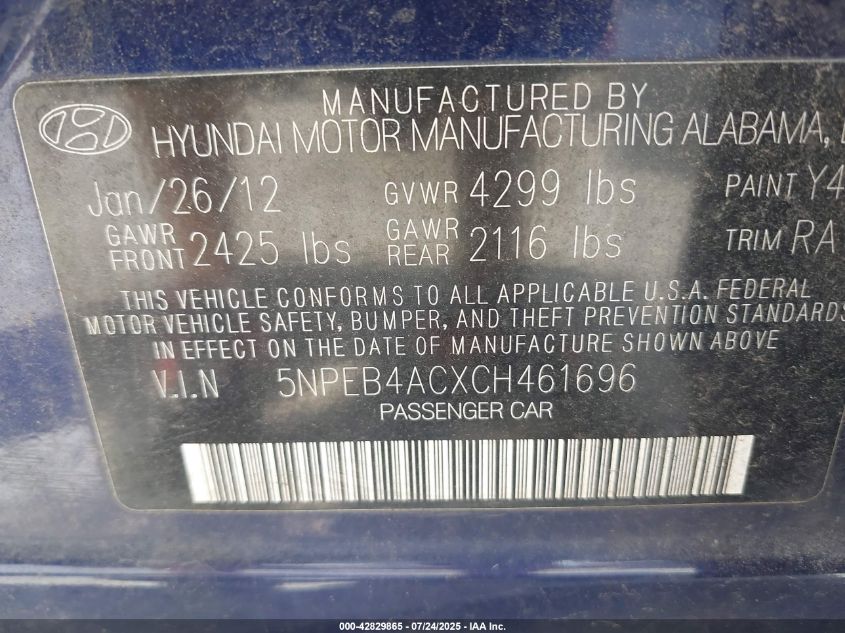 MANUFACTURED BY
HYUNDAI MOTOR MANUFACTURING ALABAMA,
Jan/26/12 GVWR 4299 lbs PAINT Y4
GAWR FRONT 2425 lbs GAWR REAR 2116 lbs TRIM RA
THIS VEHICLE CONFORMS TO ALL APPLICABLE U.S.A. FEDERAL
MOTOR VEHICLE SAFETY, BUMPER, AND THEFT PREVENTION STANDARDS
IN EFFECT ON THE DATE OF MANUFACTURE SHOWN ABOVE
V.I.N 5NPEB4ACXCH461696
PASSENGER CAR
000-42829865 - 07/24/2025 - IAA Inc.